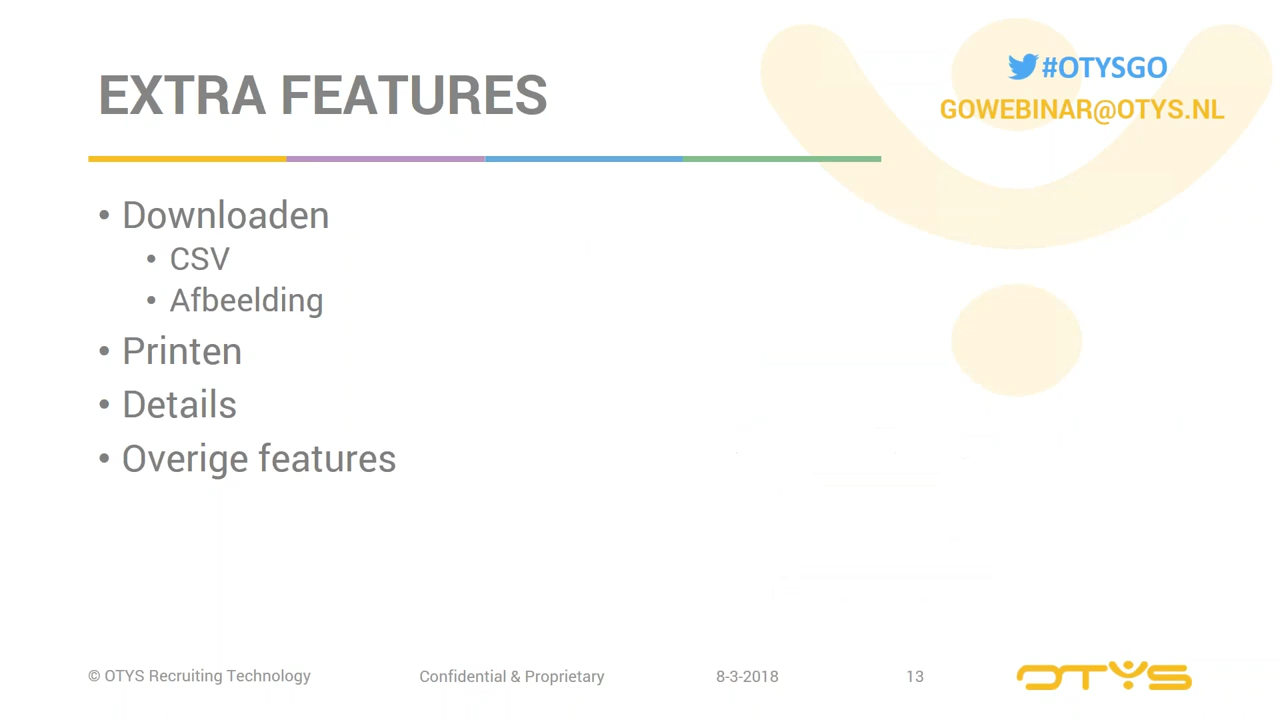 EXTRA FEATURES
#OTYSGO
GOWEBINAR@OTYS.NL
• Downloaden
• CSV
• Afbeelding
• Printen
• Details
• Overige features
© OTYS Recruiting Technology
Confidential & Proprietary
8-3-2018
13
OTYS